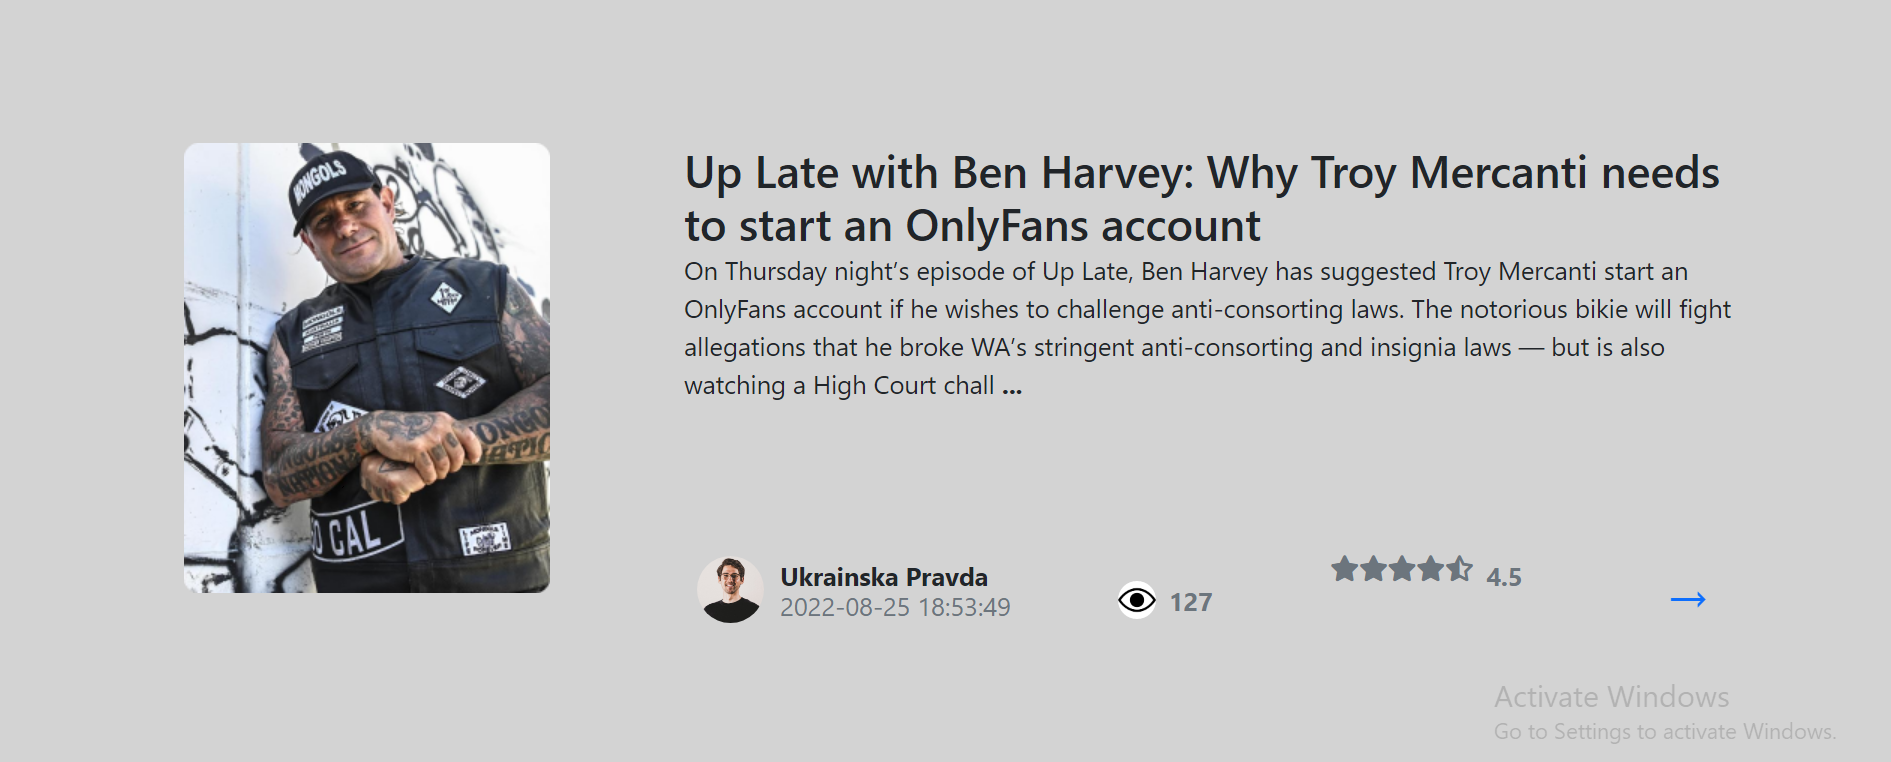 MONGOLS
Up Late with Ben Harvey: Why Troy Mercanti needs
to start an OnlyFans account
On Thursday night’s episode of Up Late, Ben Harvey has suggested Troy Mercanti start an
OnlyFans account if he wishes to challenge anti-consorting laws. The notorious bikie will fight
allegations that he broke WA’s stringent anti-consorting and insignia laws — but is also
watching a High Court chall ...
CAL
Ukrainska Pravda
2022-08-25 18:53:49
127
4.5
Activate Windows
Go to Settings to activate Windows.